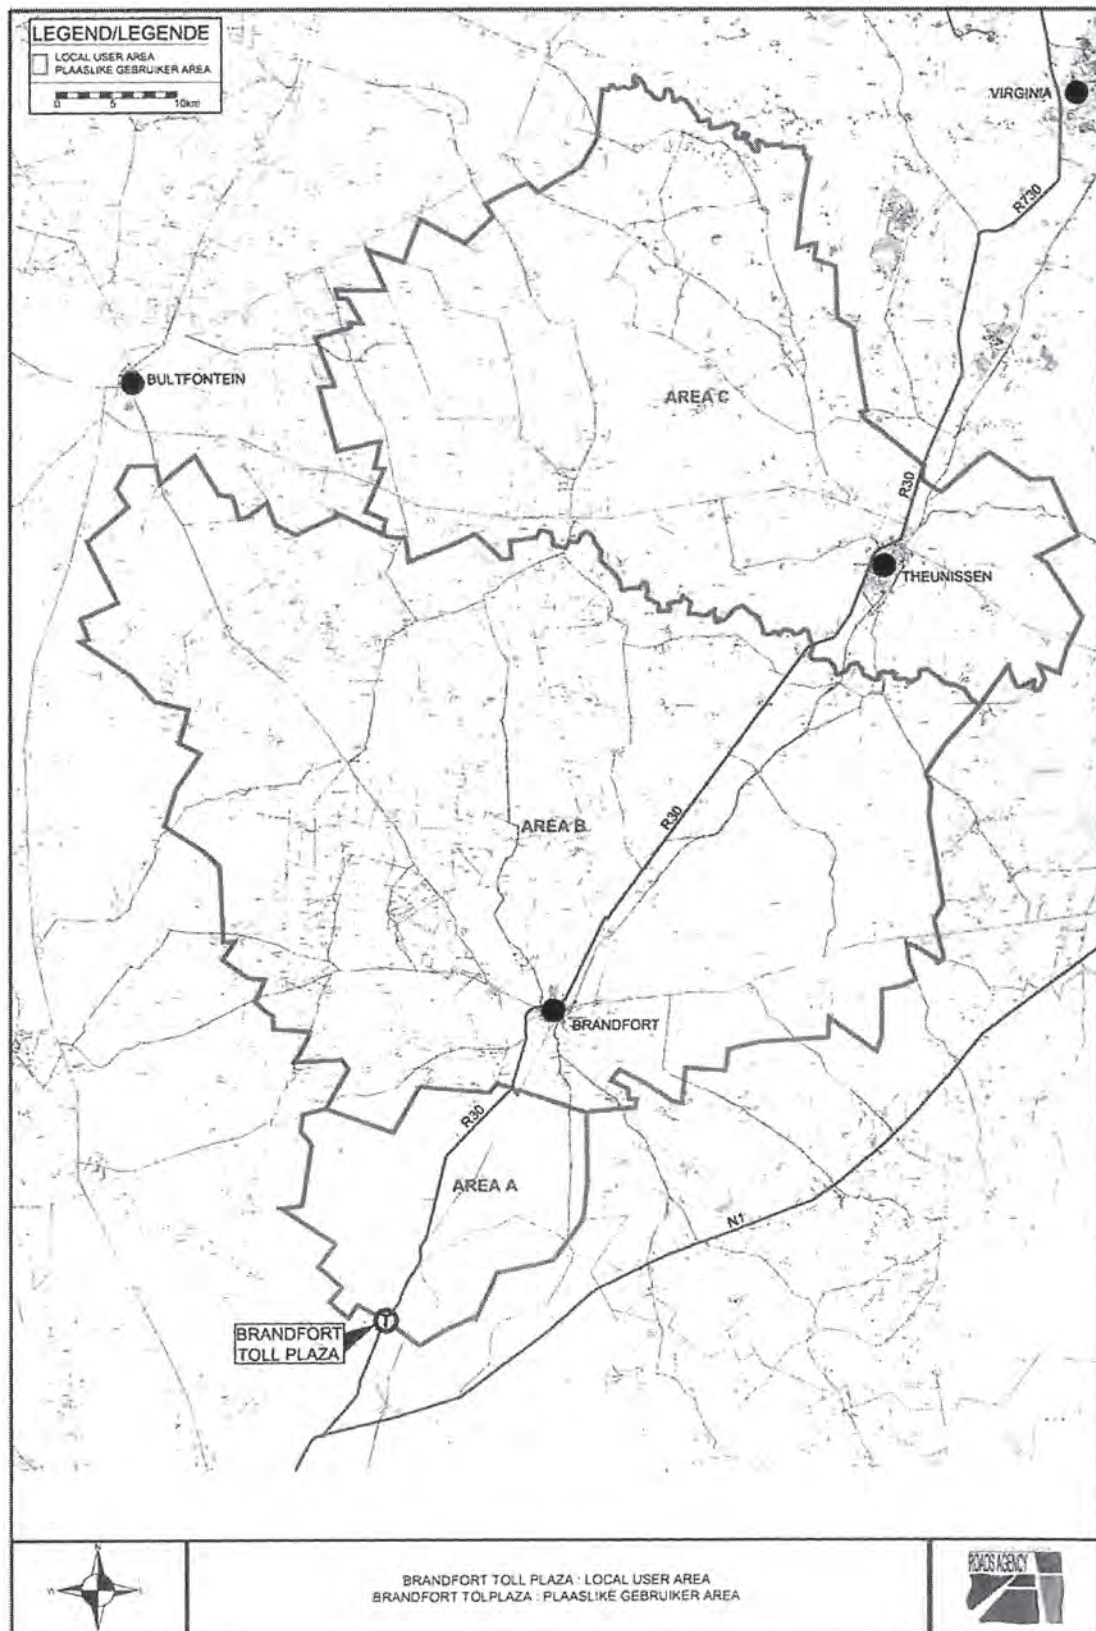 LEGEND/LEGENDE
LOCAL USER AREA
PLAASLIKE GEBRUIKER AREA
0 5 10km
VIRGINIA
R730
BULTFONTEIN
AREA C
R30
THEUNISSEN
AREA B
R30
BRANDFORT
R30
AREA A
N1
T
BRANDFORT
TOLL PLAZA
N
W
BRANDFORT TOLL PLAZA : LOCAL USER AREA
BRANDFORT TOLPLAZA : PLAASLIKE GEBRUIKER AREA
ROADS AGENCY